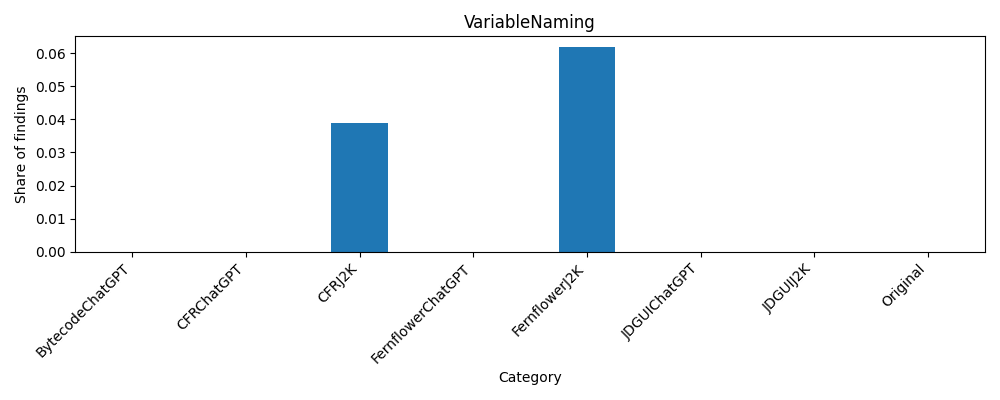 VariableNaming
Share of findings
0.06
0.05
0.04
0.03
0.02
0.01
0.00
BytecodeChatGPT
CFRChatGPT
CFRJ2K
FernflowerChatGPT
FernflowerJ2K
JDGUIChatGPT
JDGUIJ2K
Original
Category